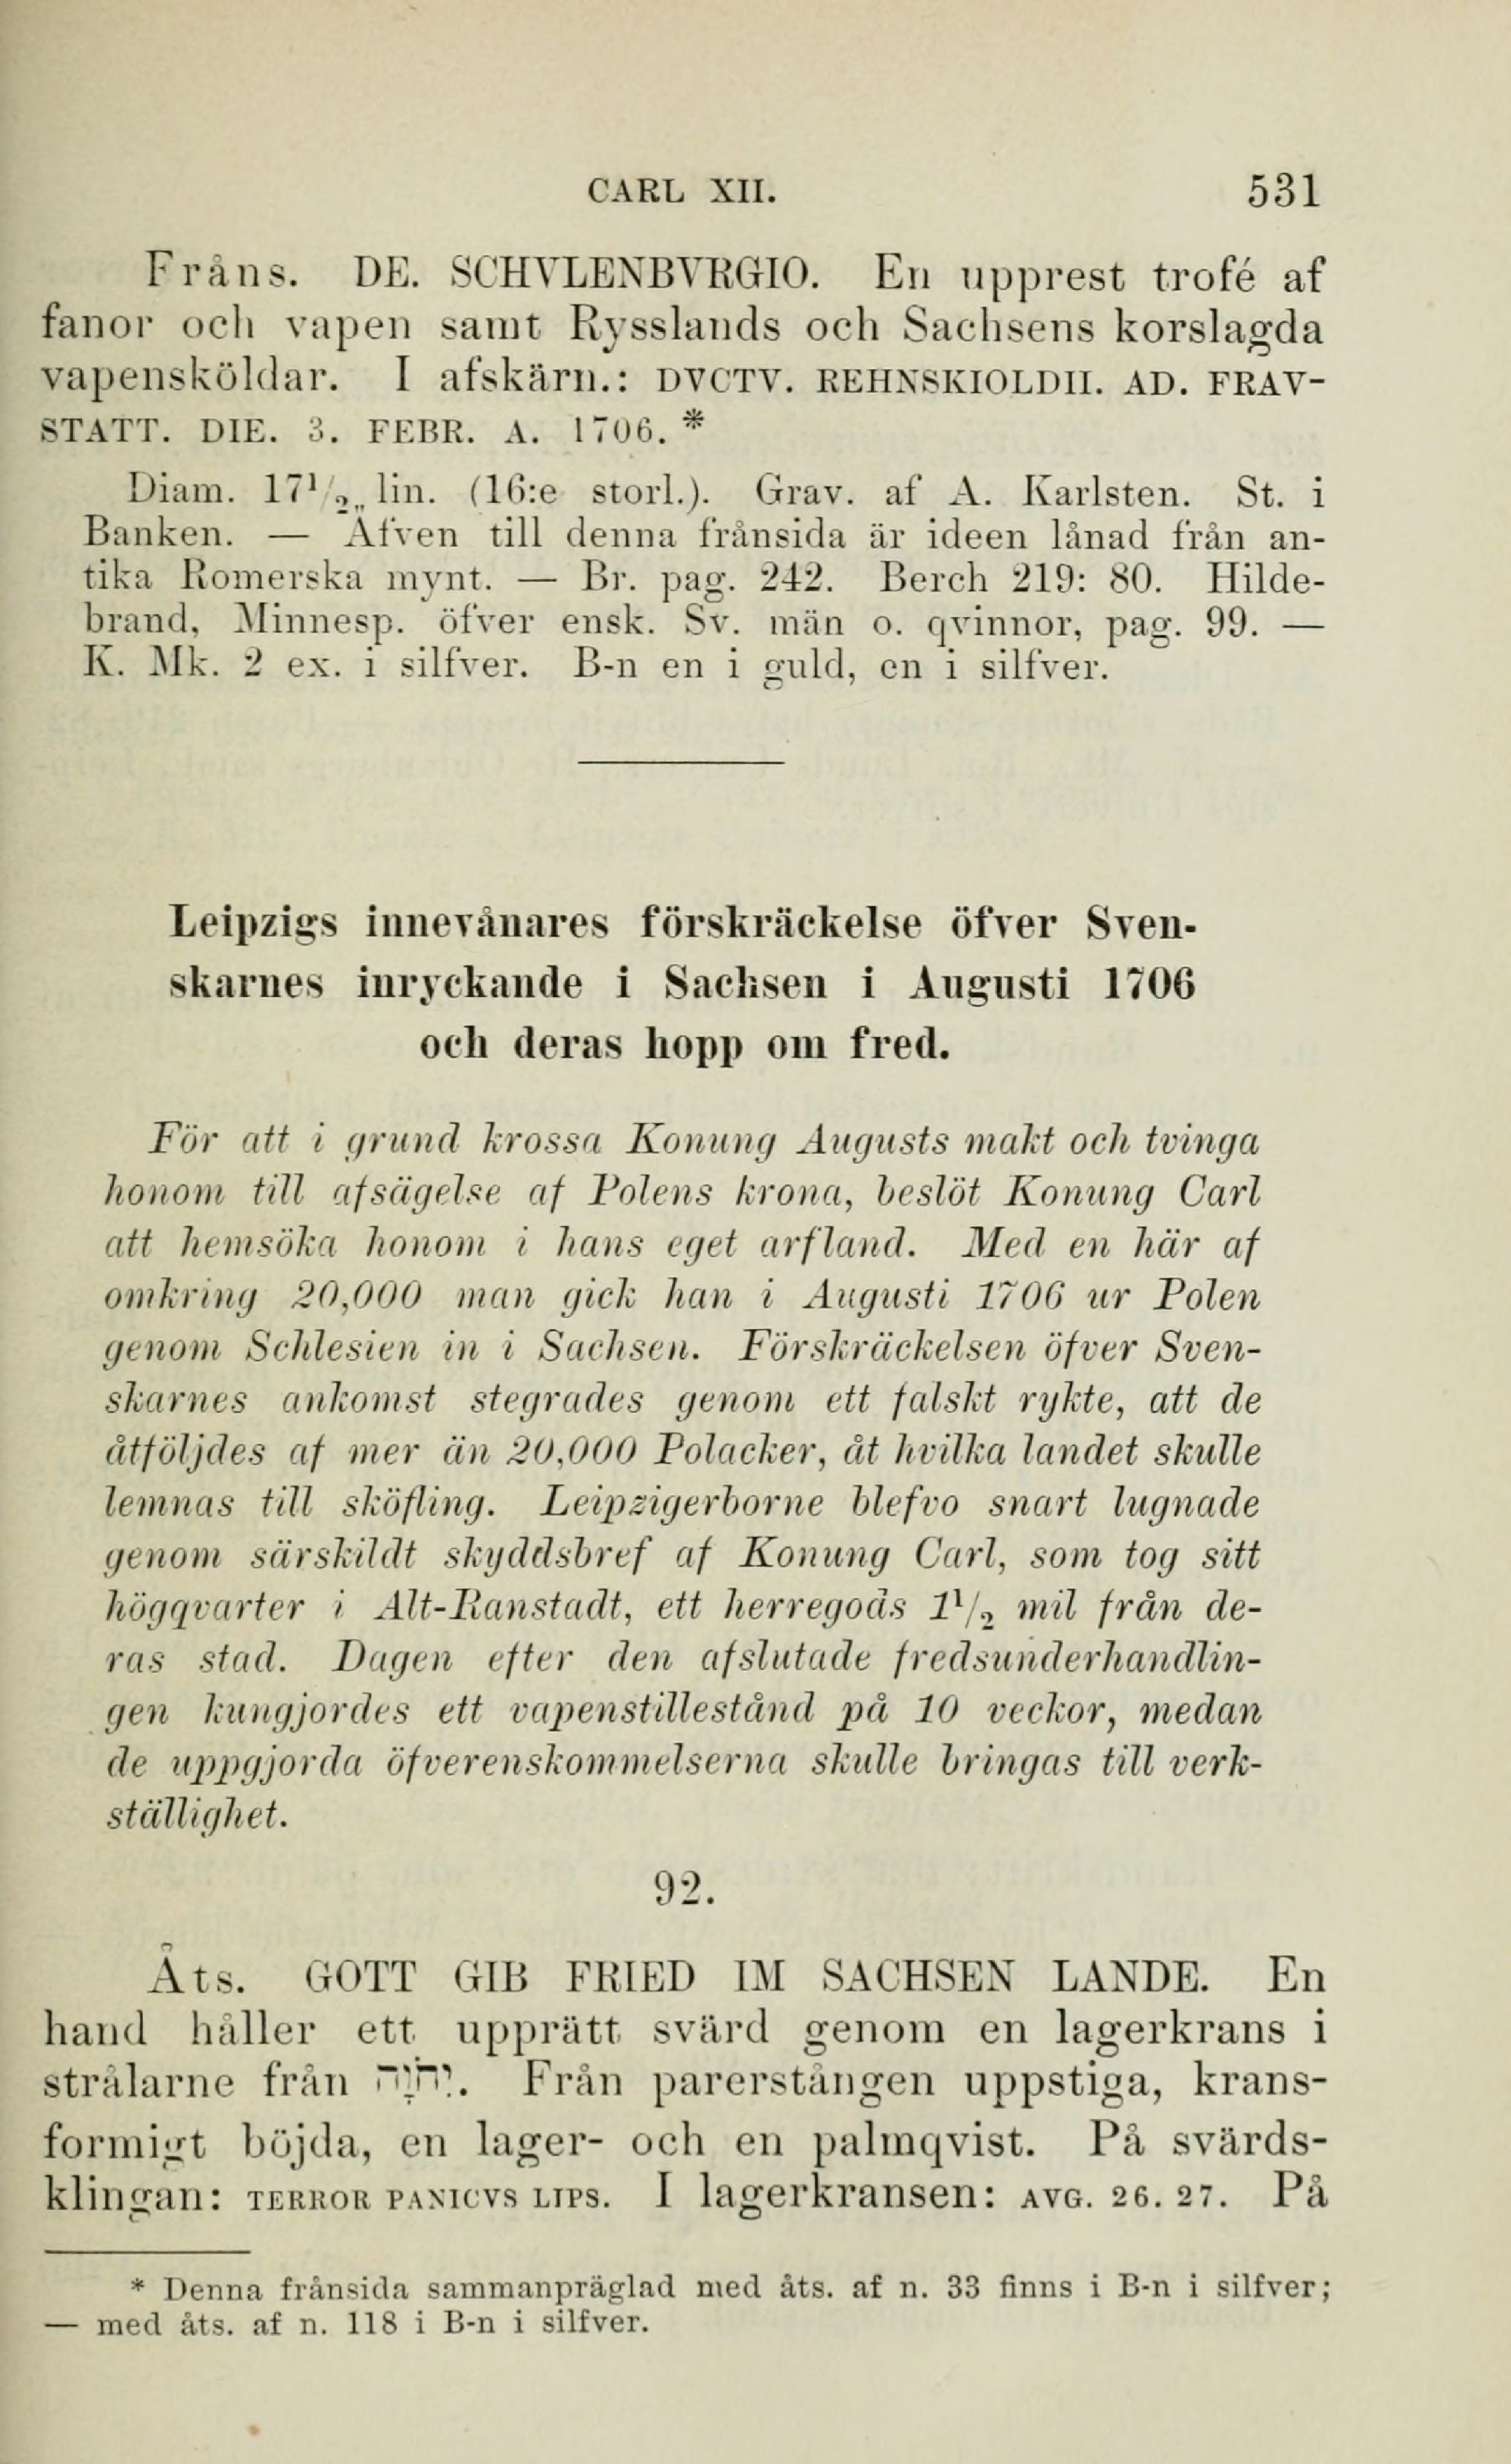 CARL XII. 531
Fråns. DE. SCHVLENBVRGIO. En upprest trofé af
fanor och vapen samt Rysslands och Sachsens korslagda
vapensköldar. I afskärn.: DVCTV. REHNSKIOLDII. AD. FRAV-
STATT. DIE. 3. FEBR. A. 1706. *
Diam. 17¹/₂ lin. (16:e storl.). Grav. af A. Karlsten. St. i
Banken. — Äfven till denna frånsida är ideen lånad från an-
tika Romerska mynt. — Br. pag. 242. Berch 219: 80. Hilde-
brand, Minnesp. öfver ensk. Sv. män o. qvinnor, pag. 99. —
K. Mk. 2 ex. i silfver. B-n en i guld, en i silfver.
Leipzigs innevånares förskräckelse öfver Sven-
skarnes inryckande i Sachsen i Augusti 1706
och deras hopp om fred.
För att i grund krossa Konung Augusts makt och tvinga
honom till afsägelse af Polens krona, beslöt Konung Carl
att hemsöka honom i hans eget arfland. Med en här af
omkring 20,000 man gick han i Augusti 1706 ur Polen
genom Schlesien in i Sachsen. Förskräckelsen öfver Sven-
skarnes ankomst stegrades genom ett falskt rykte, att de
åtföljdes af mer än 20,000 Polacker, åt hvilka landet skulle
lemnas till sköfling. Leipzigerborne blefvo snart lugnade
genom särskildt skyddsbref af Konung Carl, som tog sitt
högqvarter i Alt-Ranstadt, ett herregods 1¹/₂ mil från de-
ras stad. Dagen efter den afslutade fredsunderhandlin-
gen kungjordes ett vapenstillestånd på 10 veckor, medan
de uppgjorda öfverenskommelserna skulle bringas till verk-
ställighet.
92.
Åts. GOTT GIB FRIED IM SACHSEN LANDE. En
hand håller ett upprätt svärd genom en lagerkrans i
strålarne från יהוה. Från parerstången uppstiga, krans-
formigt böjda, en lager- och en palmqvist. På svärds-
klingan: TERROR PANICVS LIPS. I lagerkransen: AVG. 26. 27. På
* Denna frånsida sammanpräglad med åts. af n. 33 finns i B-n i silfver;
— med åts. af n. 118 i B-n i silfver.